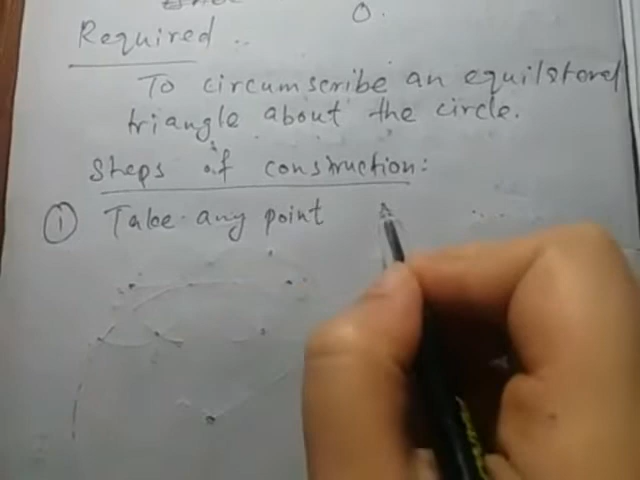 O.
Required..
To circumscribe an equilateral
triangle about the circle.
Steps of construction:
① Take any point A